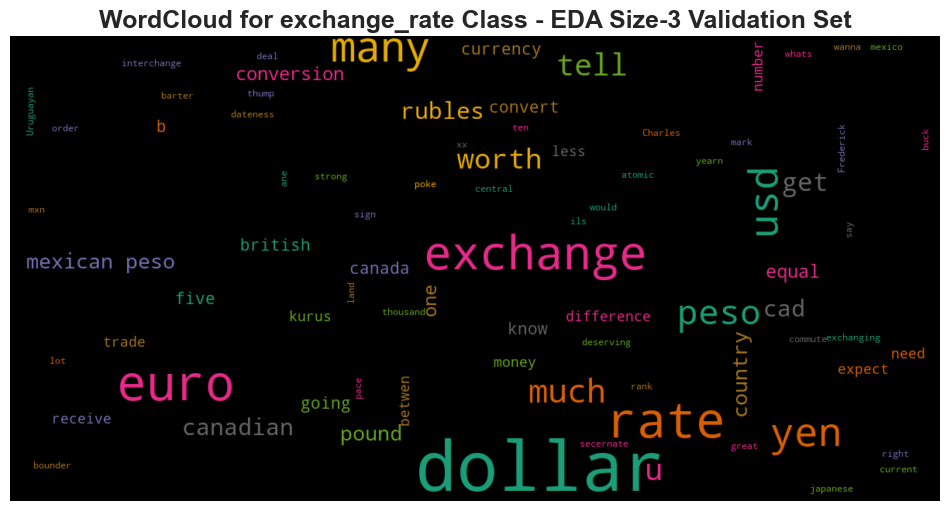 WordCloud for exchange_rate Class - EDA Size-3 Validation Set
many
currency
tell
number
wanna
mexico
whats
deal
interchange
conversion
Uruguayan
barter
thump
dateness
order
b
rubles
convert
ten
Charles
mark
Frederick
buck
xx
worth
less
yearn
ane
strong
poke
central
atomic
usd
get
mxn
sign
would
ils
say
british
exchange
mexican peso
canada
equal
five
land
one
kurus
thousand
difference
peso
cad
know
deserving
commute
exchanging
trade
lot
money
country
need
expect
euro
pace
betwen
much
rank
going
receive
canadian
pound
rate
yen
secernate
great
right
bounder
dollar
u
current
japanese